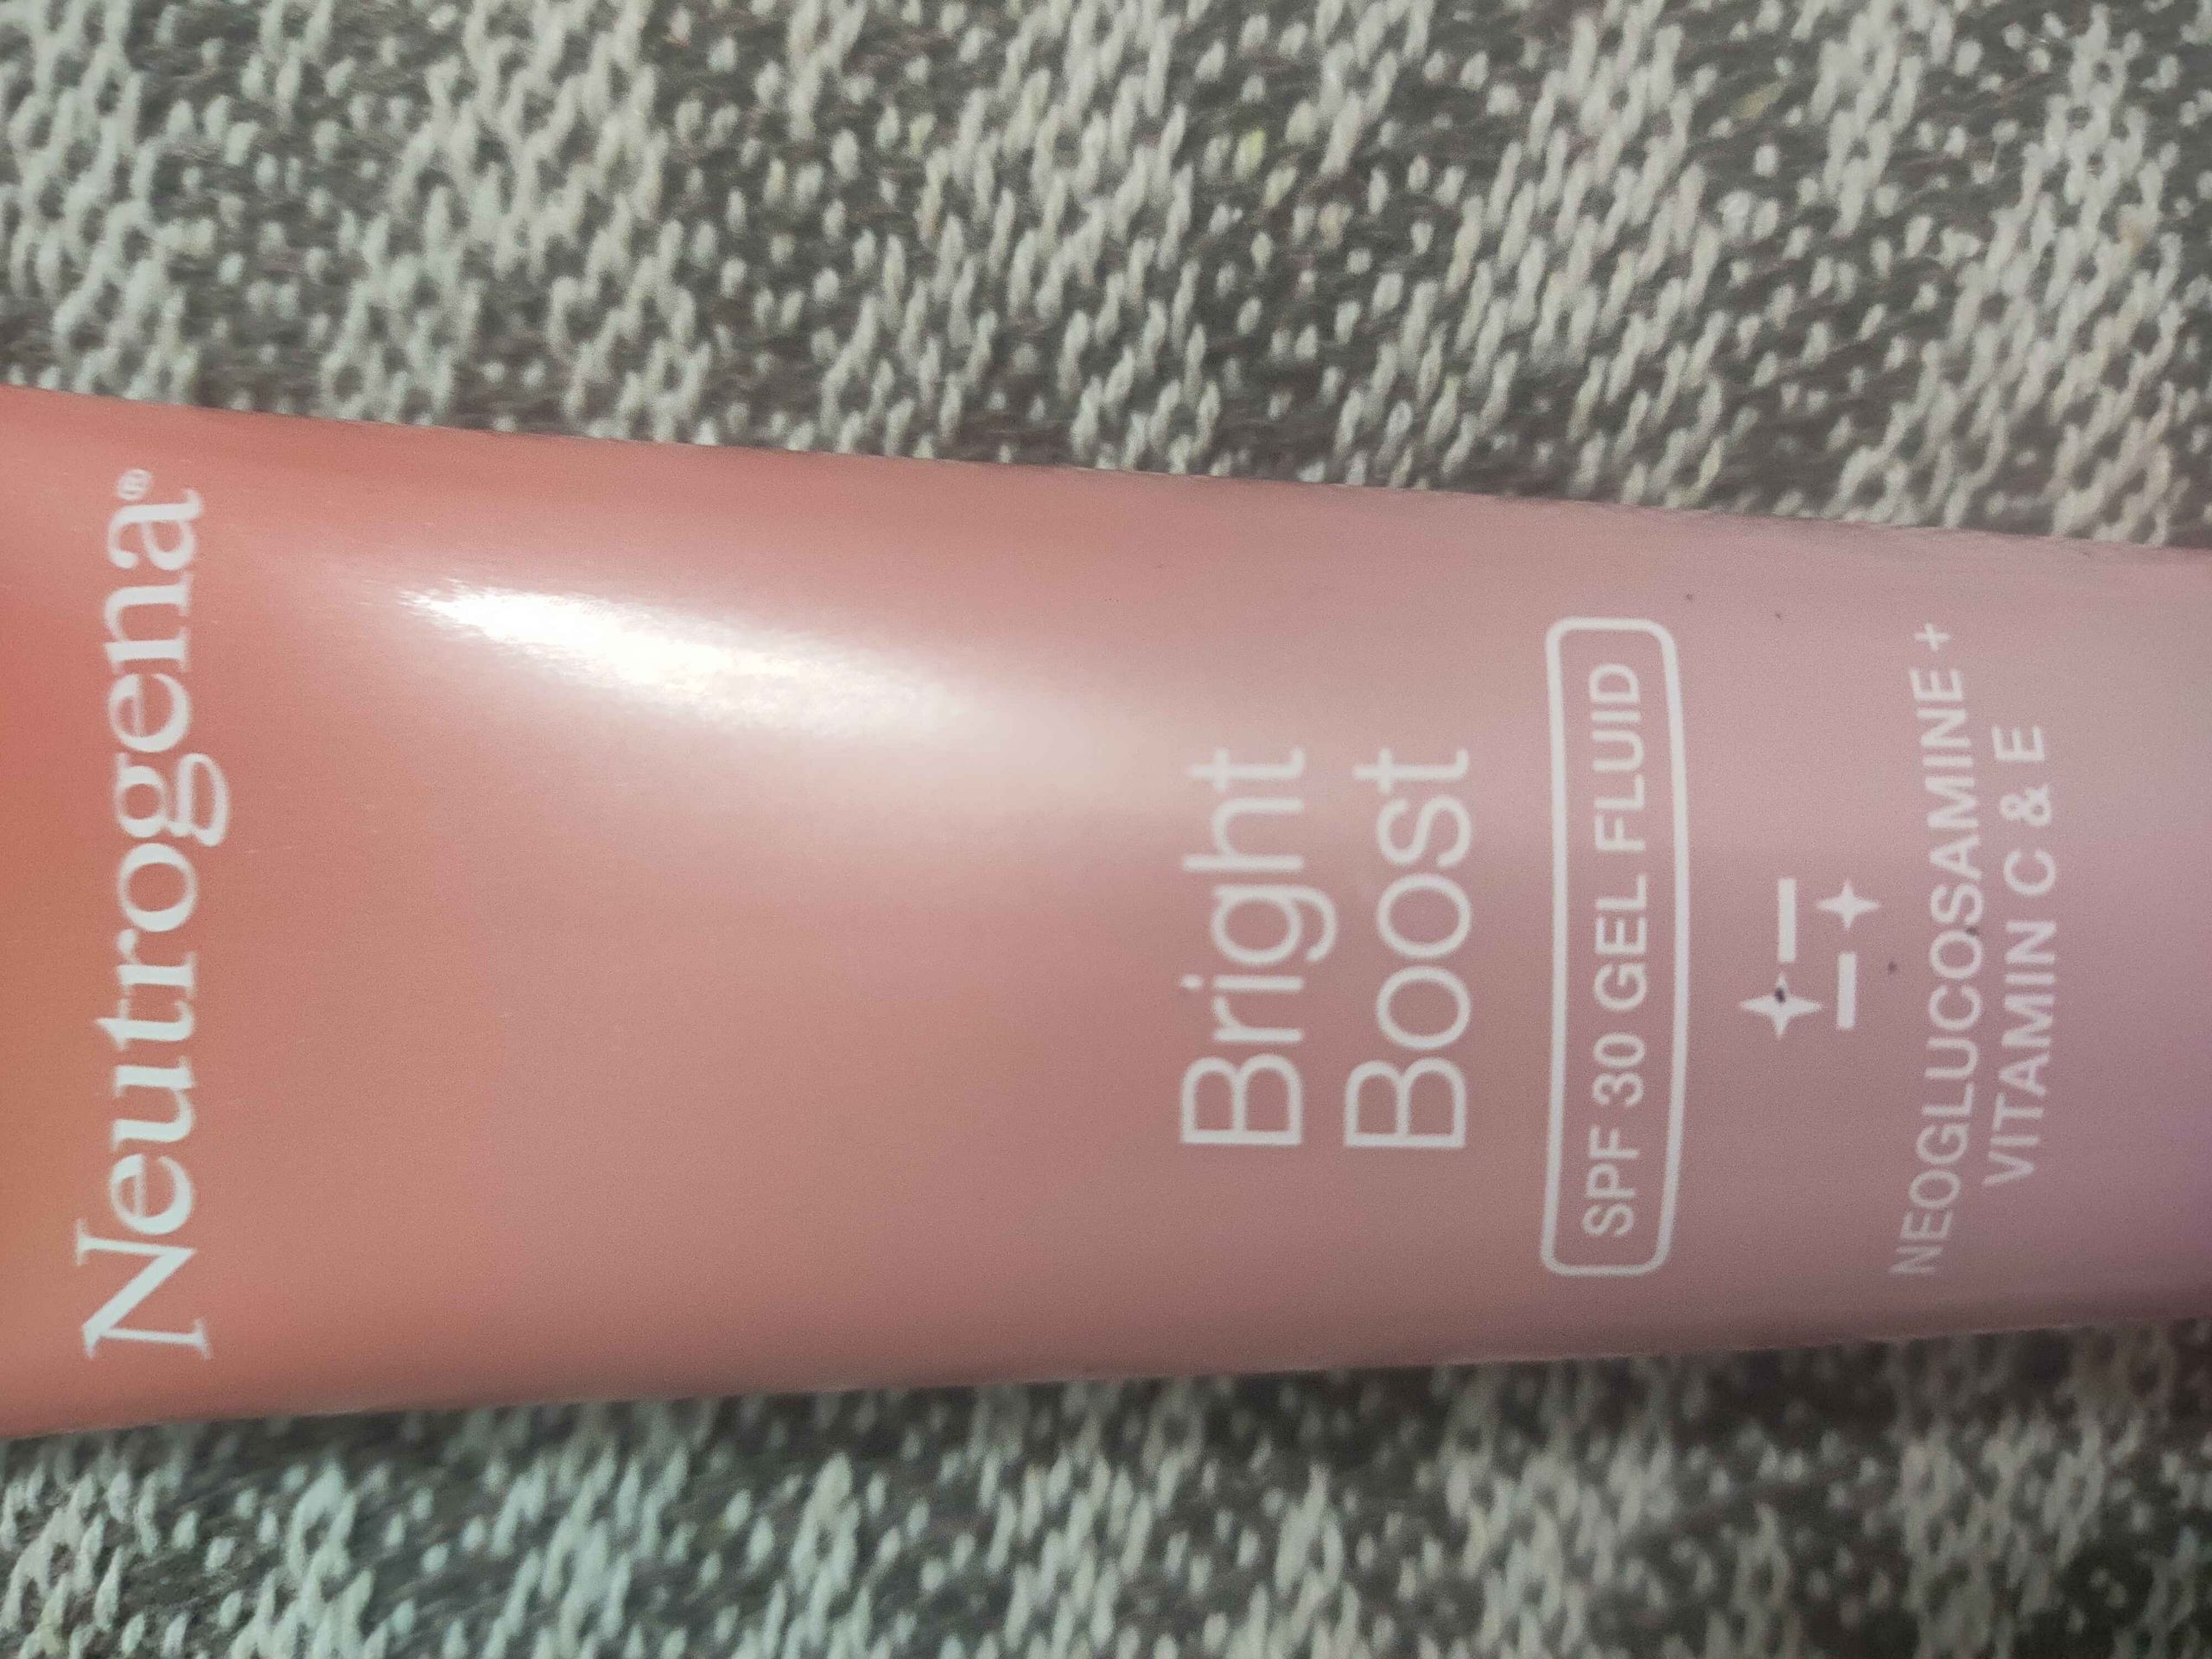 Neutrogena®
Bright
Boost
SPF 30 GEL FLUID
NEOGLUCOSAMINE +
VITAMIN C & E